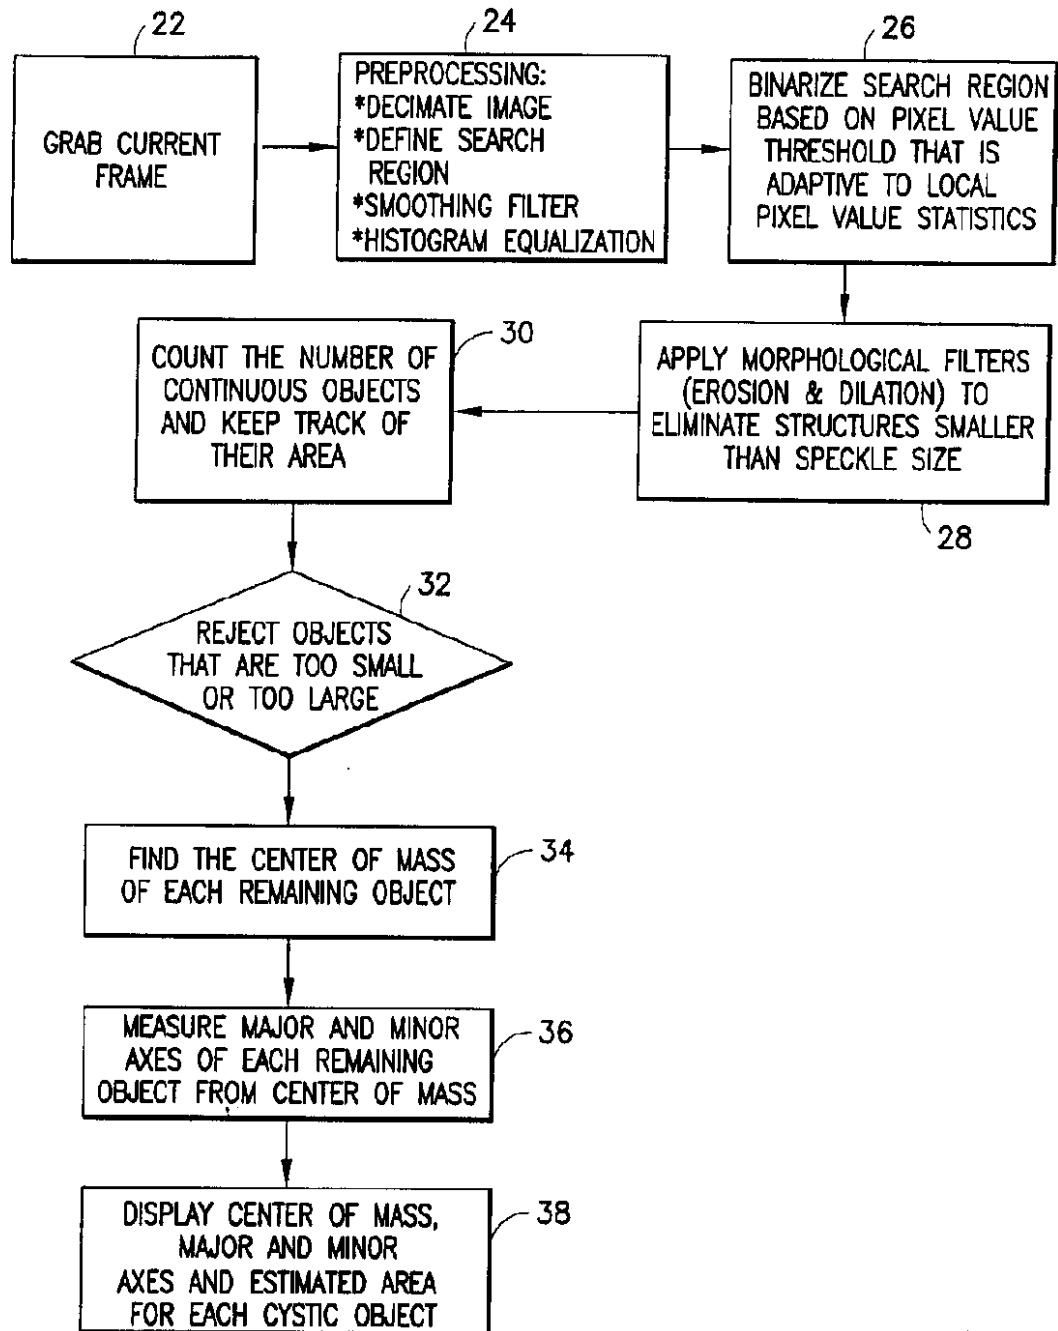 22
GRAB CURRENT
FRAME
24
PREPROCESSING:
*DECIMATE IMAGE
*DEFINE SEARCH
REGION
*SMOOTHING FILTER
*HISTOGRAM EQUALIZATION
26
BINARIZE SEARCH REGION
BASED ON PIXEL VALUE
THRESHOLD THAT IS
ADAPTIVE TO LOCAL
PIXEL VALUE STATISTICS
APPLY MORPHOLOGICAL FILTERS
(EROSION & DILATION) TO
ELIMINATE STRUCTURES SMALLER
THAN SPECKLE SIZE
28
30
COUNT THE NUMBER OF
CONTINUOUS OBJECTS
AND KEEP TRACK OF
THEIR AREA
32
REJECT OBJECTS
THAT ARE TOO SMALL
OR TOO LARGE
34
FIND THE CENTER OF MASS
OF EACH REMAINING OBJECT
36
MEASURE MAJOR AND MINOR
AXES OF EACH REMAINING
OBJECT FROM CENTER OF MASS
38
DISPLAY CENTER OF MASS,
MAJOR AND MINOR
AXES AND ESTIMATED AREA
FOR EACH CYSTIC OBJECT